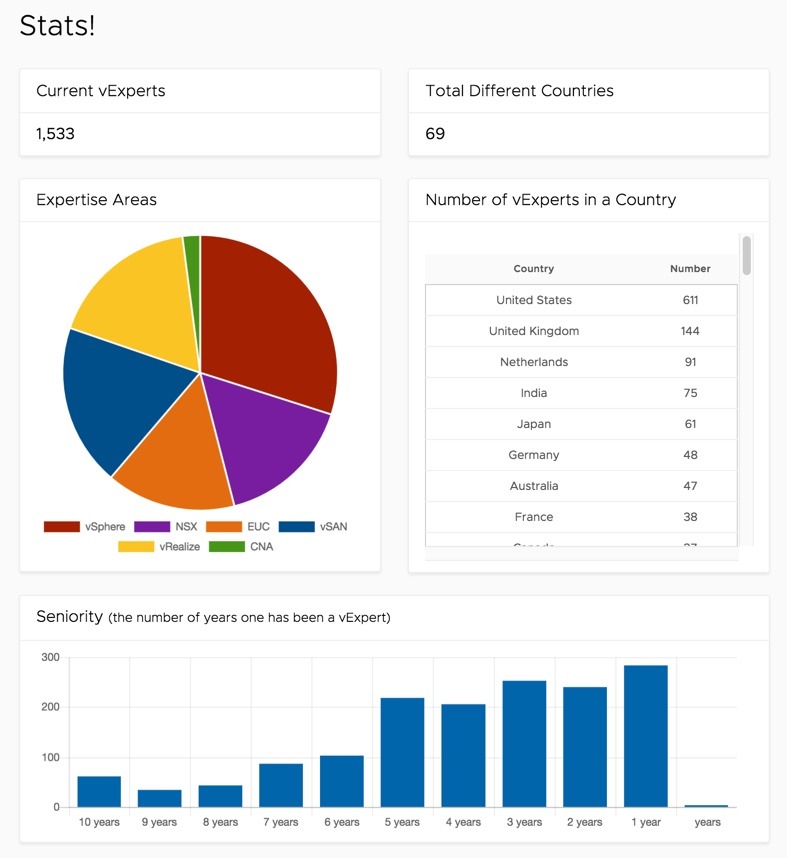 Stats!
Current vExperts
1,533
Total Different Countries
69
Expertise Areas
vSphere NSX EUC vSAN
vRealize CNA
Number of vExperts in a Country
Country Number
United States 611
United Kingdom 144
Netherlands 91
India 75
Japan 61
Germany 48
Australia 47
France 38
Seniority (the number of years one has been a vExpert)
300
200
100
0
10 years 9 years 8 years 7 years 6 years 5 years 4 years 3 years 2 years 1 year years